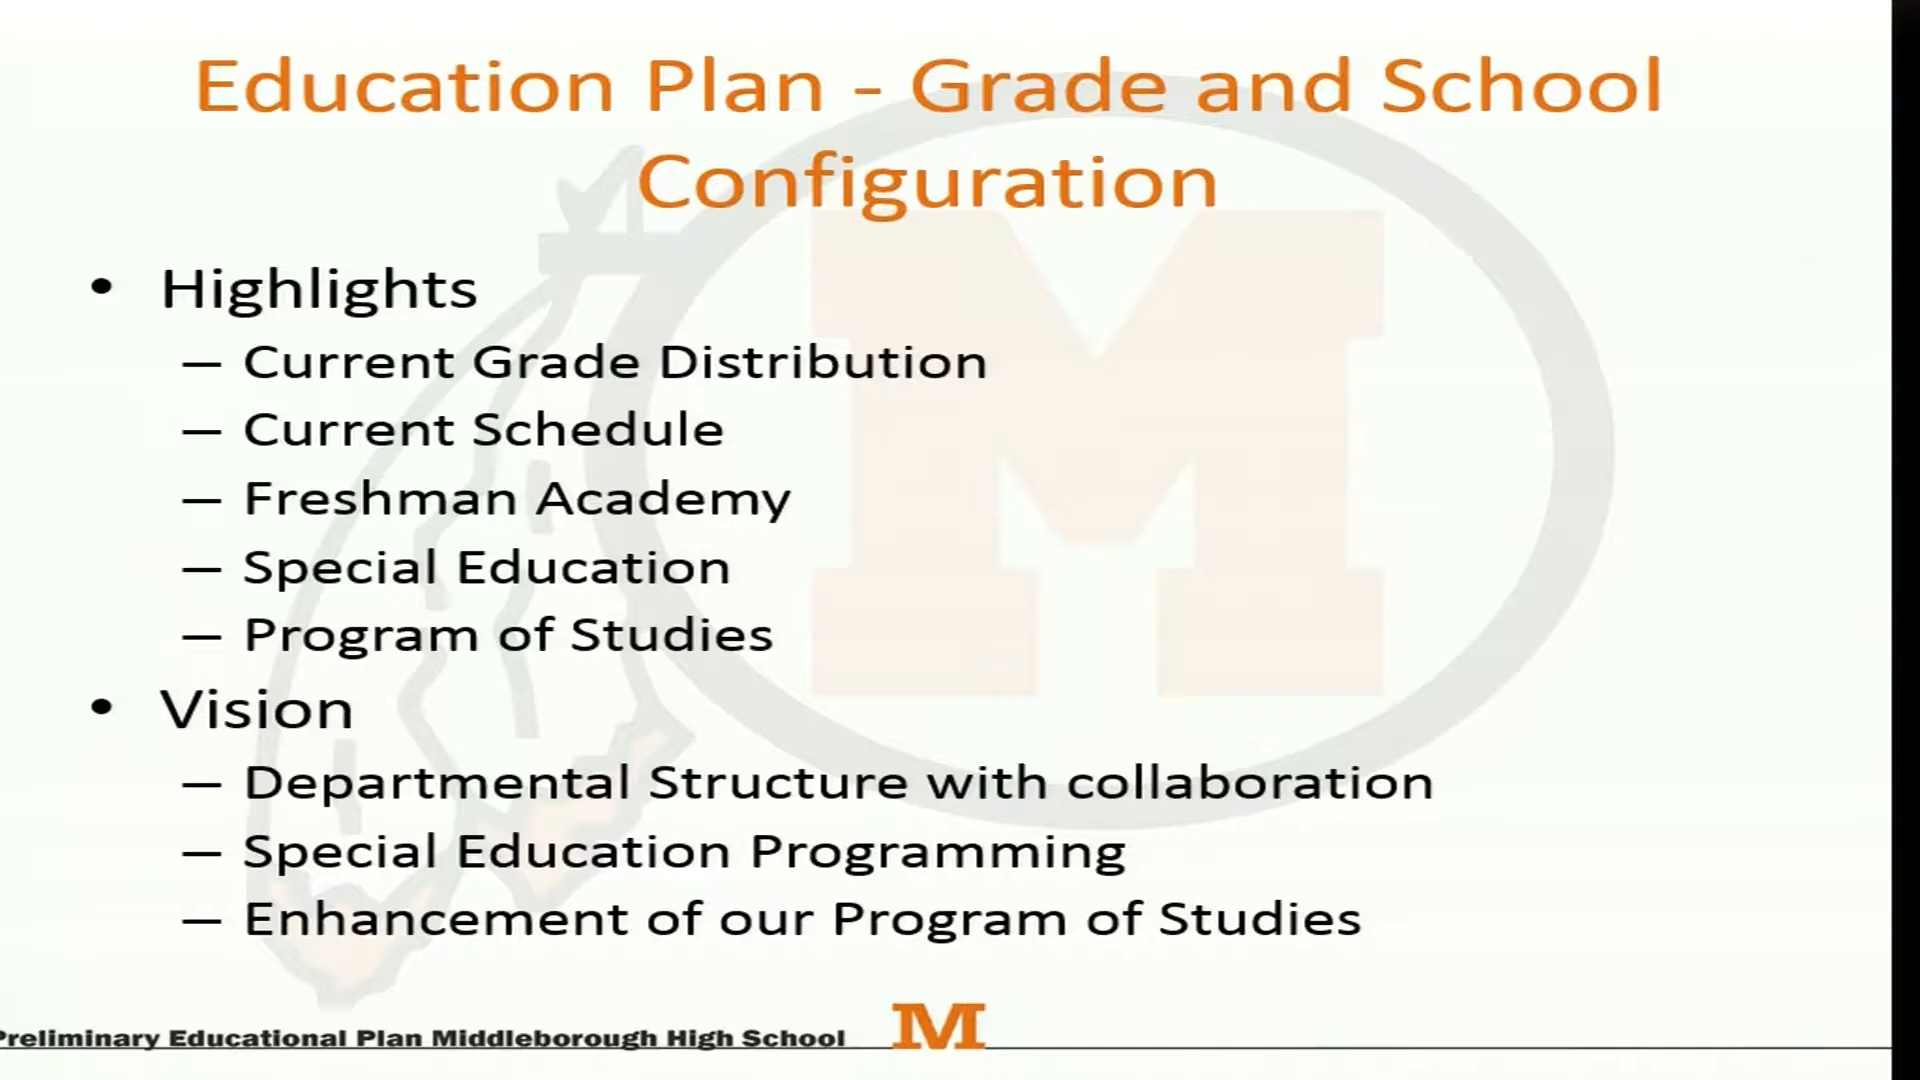 Education Plan - Grade and School
Configuration
• Highlights
– Current Grade Distribution
– Current Schedule
– Freshman Academy
– Special Education
– Program of Studies
• Vision
– Departmental Structure with collaboration
– Special Education Programming
– Enhancement of our Program of Studies
Preliminary Educational Plan Middleborough High School
M